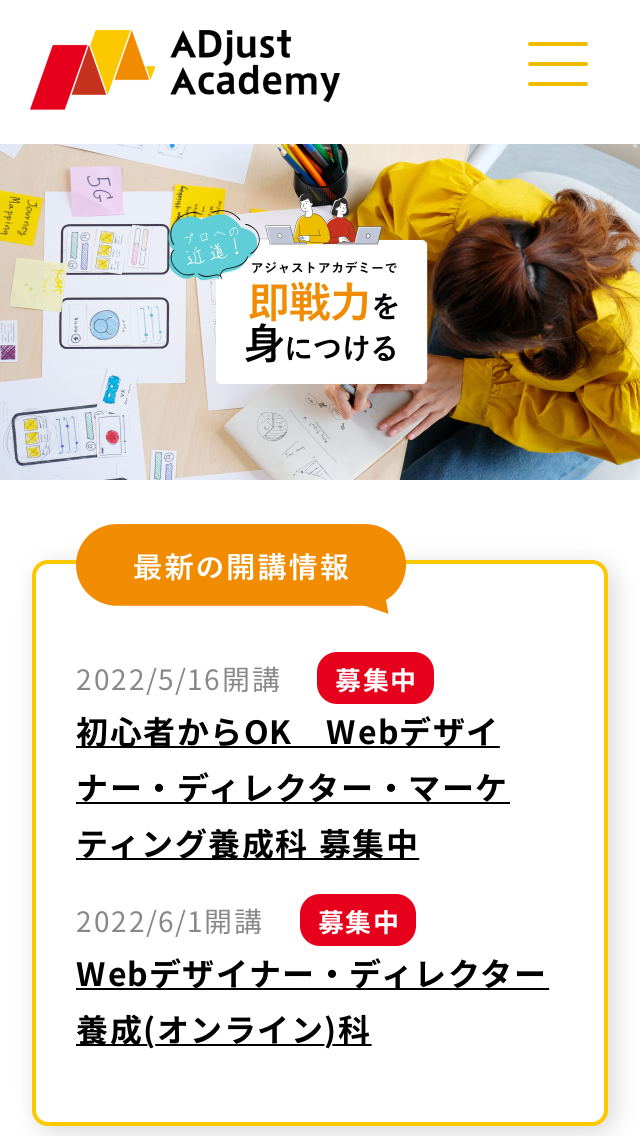 ADjust
Academy
5G
Journey
Mapping
プロへの
近道!
アジャストアカデミーで
即戦力を
身につける
最新の開講情報
2022/5/16開講
募集中
初心者からOK　Webデザイ
ナー・ディレクター・マーケ
ティング養成科 募集中
2022/6/1開講
募集中
Webデザイナー・ディレクター
養成(オンライン)科